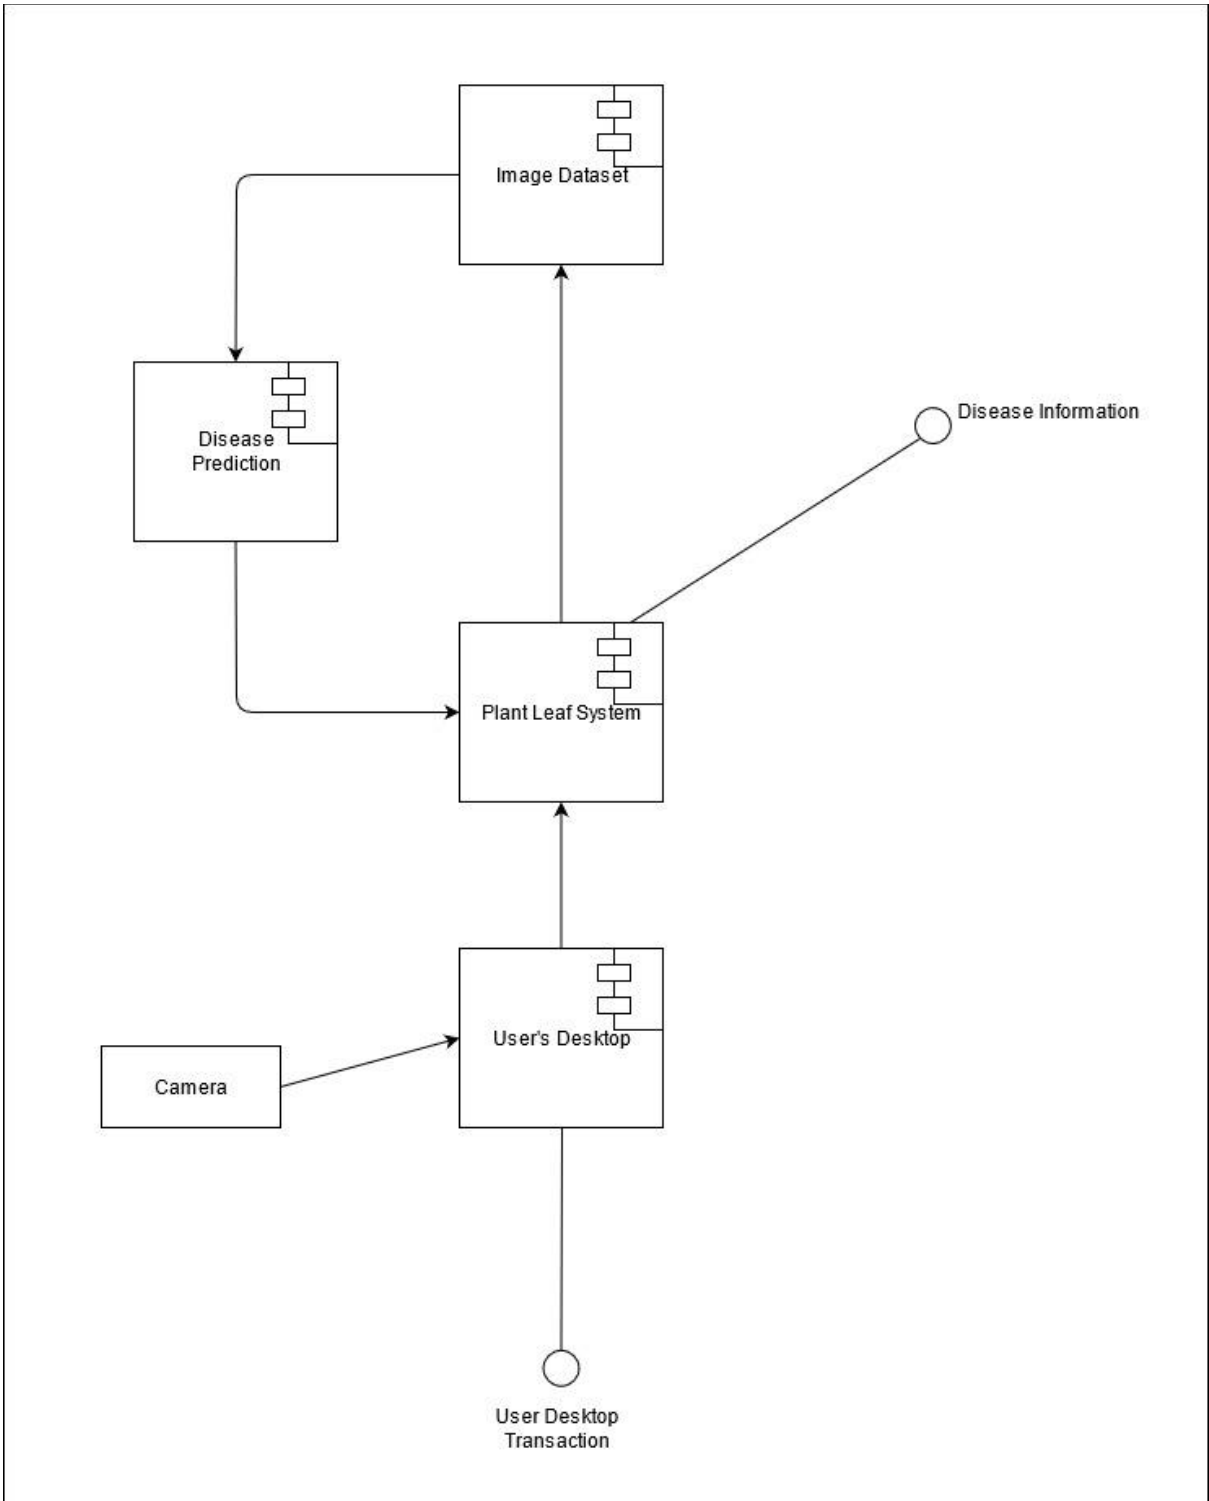 Image Dataset
Disease
Prediction
Disease Information
Plant Leaf System
User's Desktop
Camera
User Desktop
Transaction